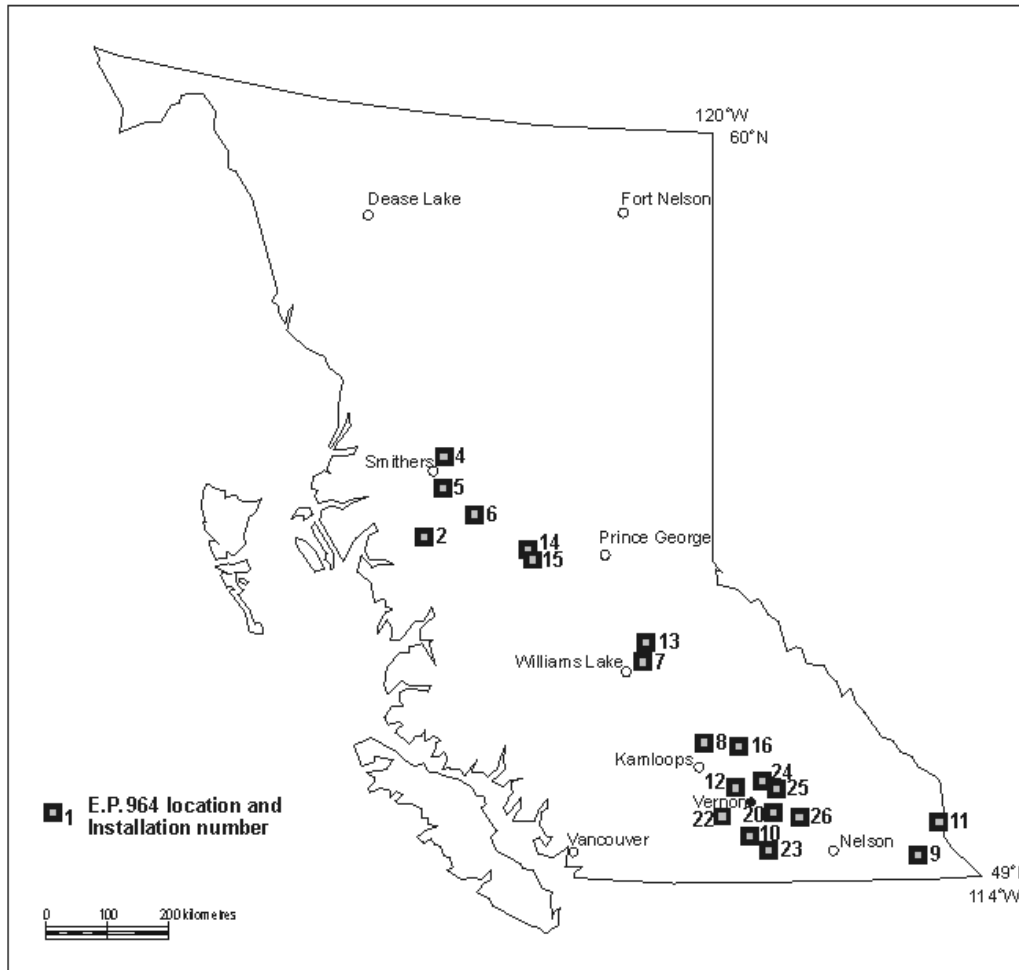 120°W
60°N
Dease Lake
Fort Nelson
4
Smithers
5
6
2
14
Prince George
15
13
Williams Lake
7
8
16
Kamloops
24
12
25
Vernon
20
22
26
11
10
Nelson
Vancouver
23
9
49°N
114°W
1
E.P. 964 location and
Installation number
0 100 200 kilometres